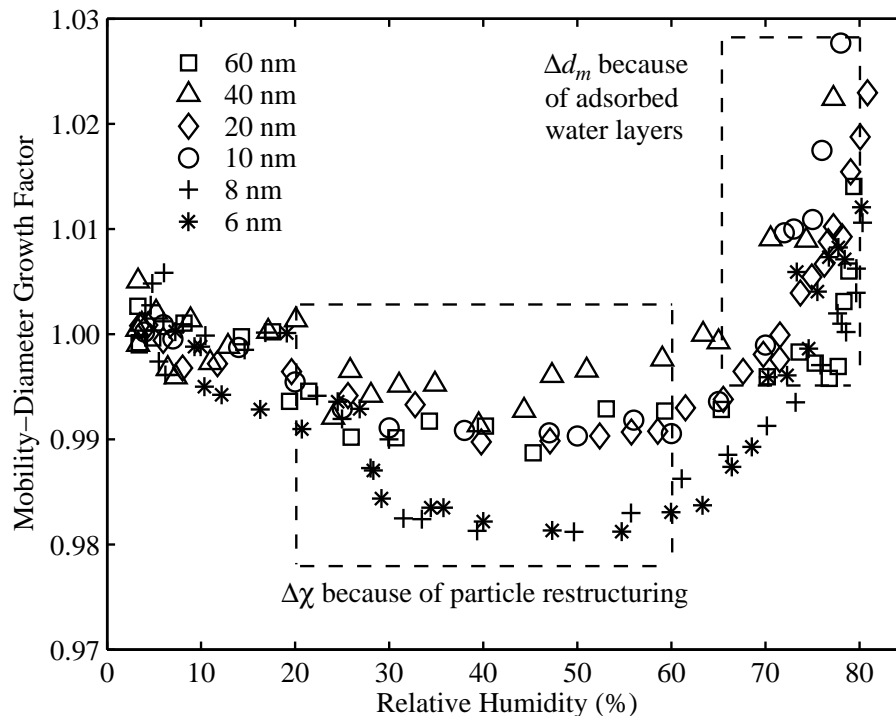 1.03
1.02
1.01
1.00
0.99
0.98
0.97
Mobility−Diameter Growth Factor
60 nm
40 nm
20 nm
10 nm
8 nm
6 nm
Δdm because
of adsorbed
water layers
Δχ because of particle restructuring
0 10 20 30 40 50 60 70 80
Relative Humidity (%)